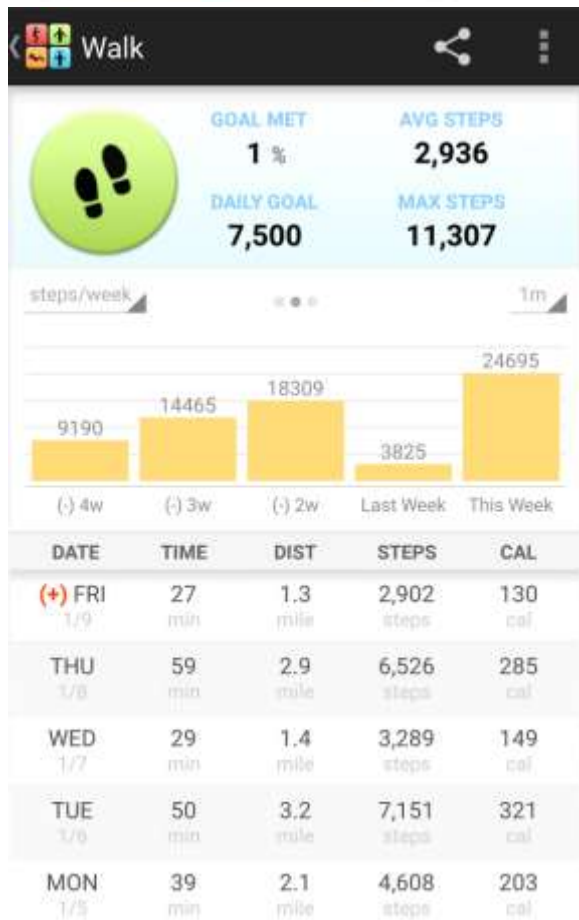 Walk
GOAL MET AVG STEPS
1 % 2,936
DAILY GOAL MAX STEPS
7,500 11,307
steps/week 1m
24695
18309
14465
9190
3825
(-) 4w (-) 3w (-) 2w Last Week This Week
DATE TIME DIST STEPS CAL
(+) FRI 27 1.3 2,902 130
1/9 min mile steps cal
THU 59 2.9 6,526 285
1/8 min mile steps cal
WED 29 1.4 3,289 149
1/7 min mile steps cal
TUE 50 3.2 7,151 321
1/6 min mile steps cal
MON 39 2.1 4,608 203
1/5 min mile steps cal